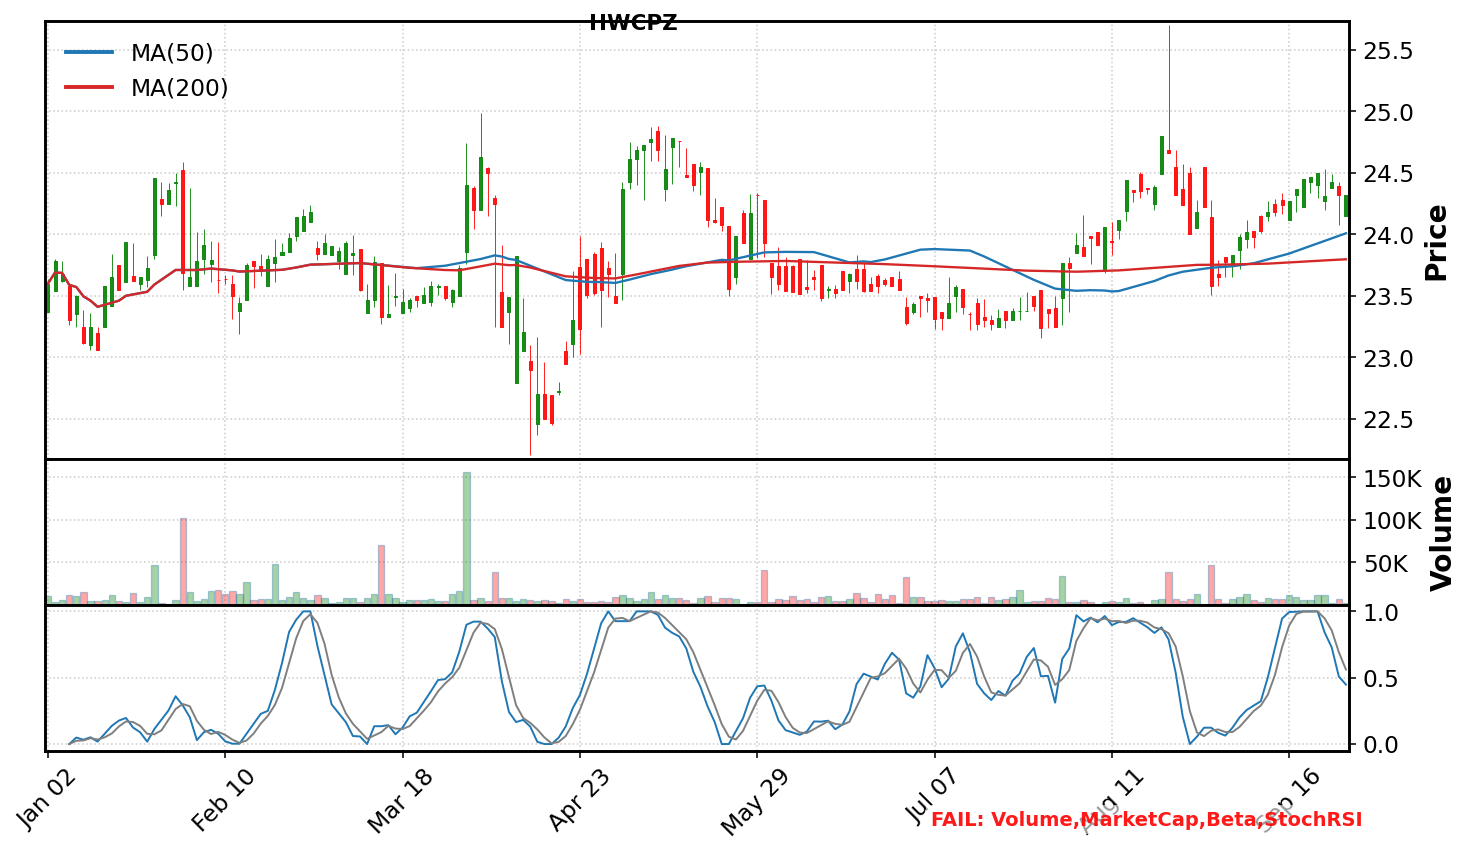 HWCPZ
MA(50)
MA(200)
25.5
25.0
24.5
24.0
23.5
23.0
22.5
Price
150K
100K
50K
Volume
1.0
0.5
0.0
Jan 02
Feb 10
Mar 18
Apr 23
May 29
Jul 07
Aug 11
Sep 16
FAIL: Volume,MarketCap,Beta,StochRSI